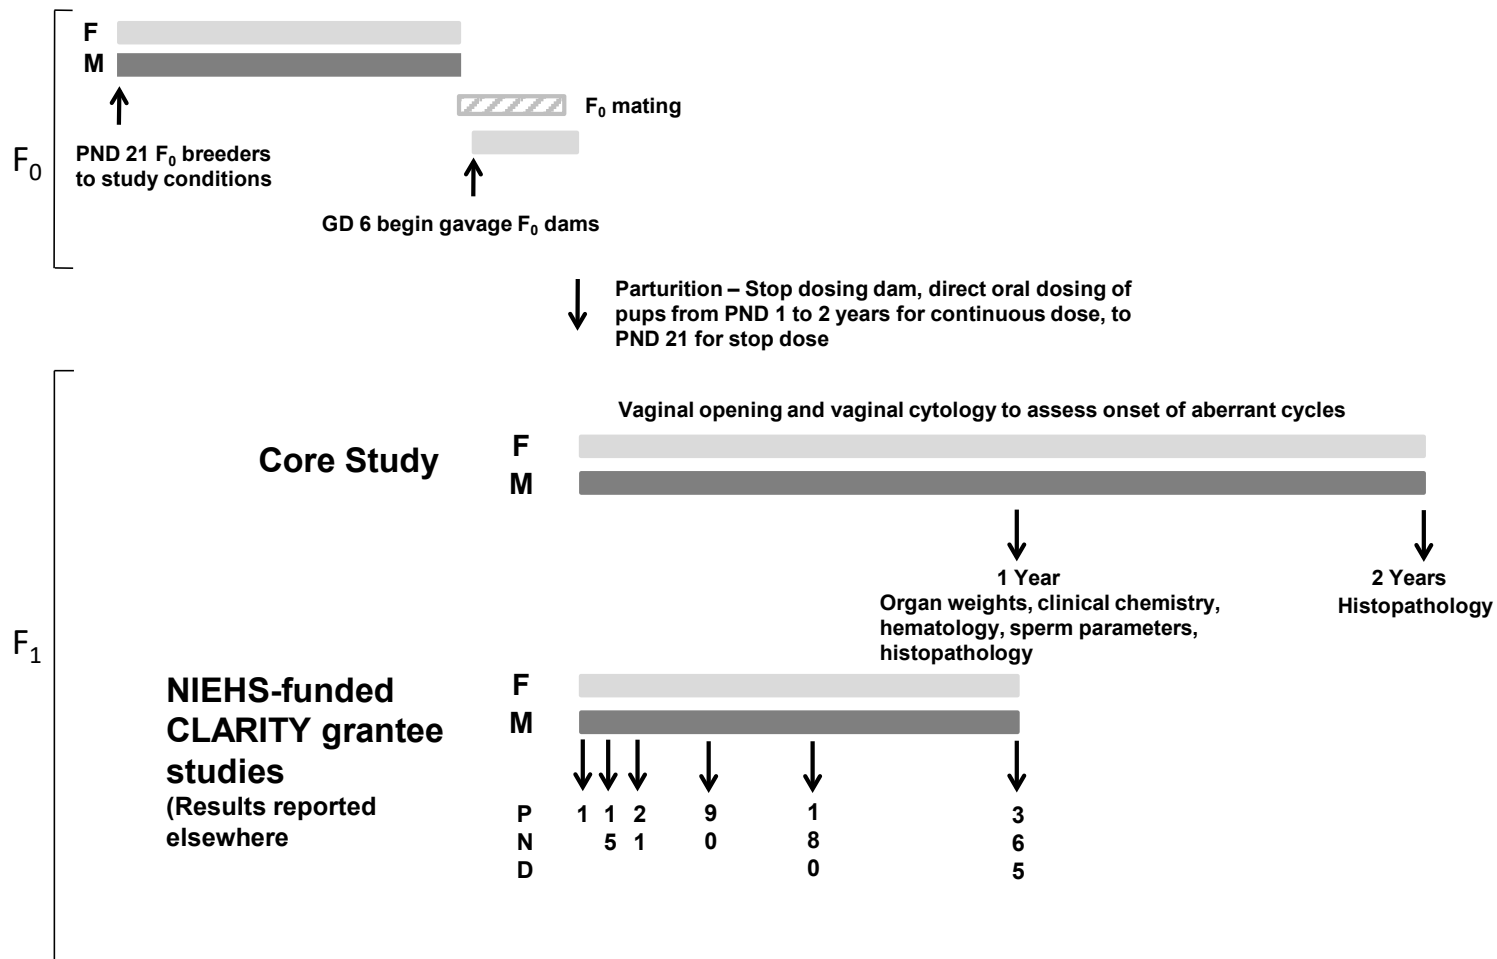 F
M
F₀ mating
PND 21 F₀ breeders
to study conditions
F₀
GD 6 begin gavage F₀ dams
Parturition – Stop dosing dam, direct oral dosing of
pups from PND 1 to 2 years for continuous dose, to
PND 21 for stop dose
Vaginal opening and vaginal cytology to assess onset of aberrant cycles
Core Study
F
M
1 Year
Organ weights, clinical chemistry,
hematology, sperm parameters,
histopathology
2 Years
Histopathology
F₁
NIEHS-funded
CLARITY grantee
studies
(Results reported
elsewhere
F
M
P 1 1 2 9 1 3
N 5 1 0 8 6
D 0 5